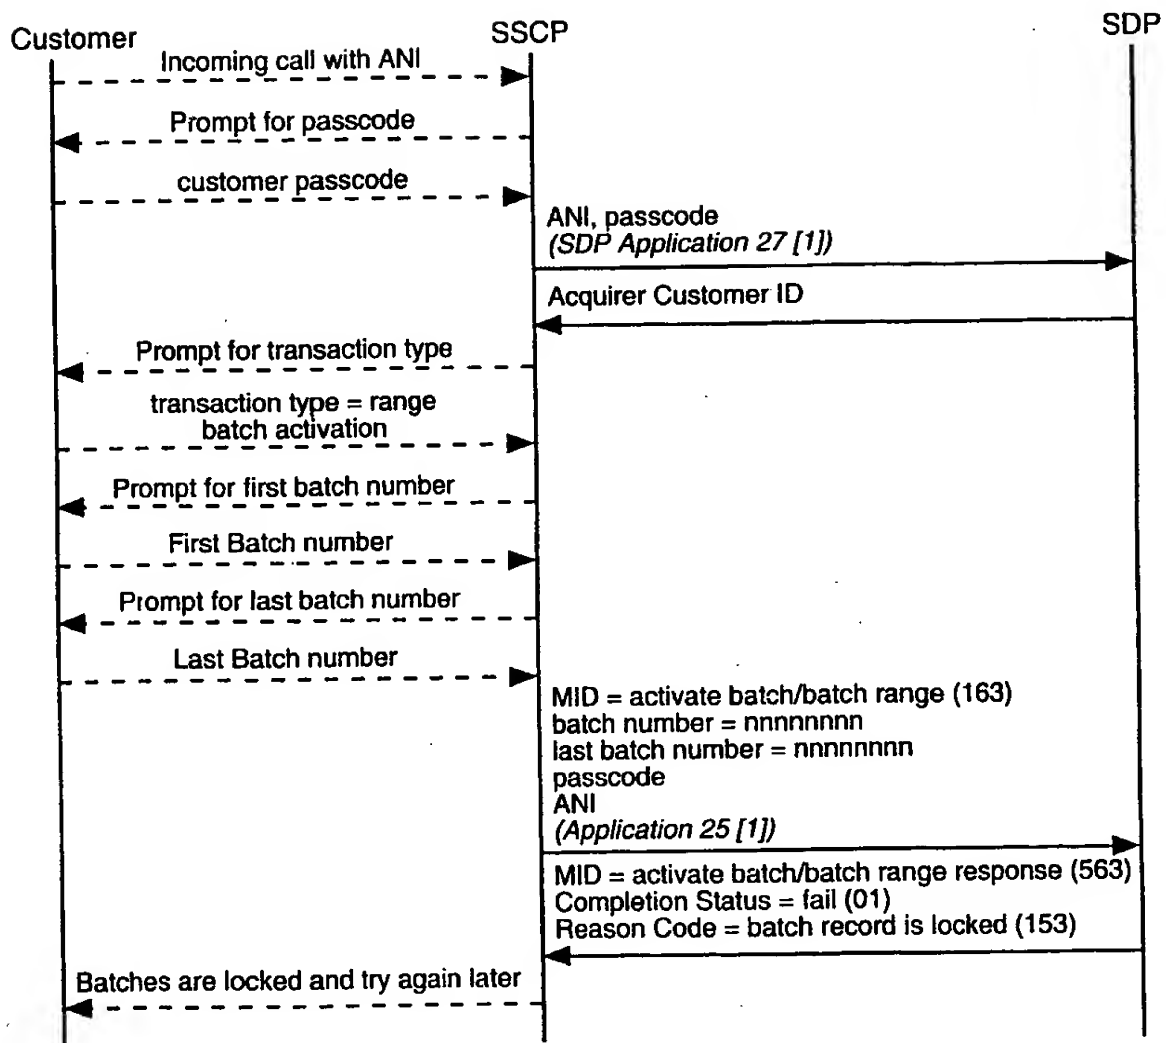 Customer
SSCP
SDP
Incoming call with ANI
Prompt for passcode
customer passcode
ANI, passcode
(SDP Application 27 [1])
Acquirer Customer ID
Prompt for transaction type
transaction type = range
batch activation
Prompt for first batch number
First Batch number
Prompt for last batch number
Last Batch number
MID = activate batch/batch range (163)
batch number = nnnnnnnn
last batch number = nnnnnnnn
passcode
ANI
(Application 25 [1])
MID = activate batch/batch range response (563)
Completion Status = fail (01)
Reason Code = batch record is locked (153)
Batches are locked and try again later